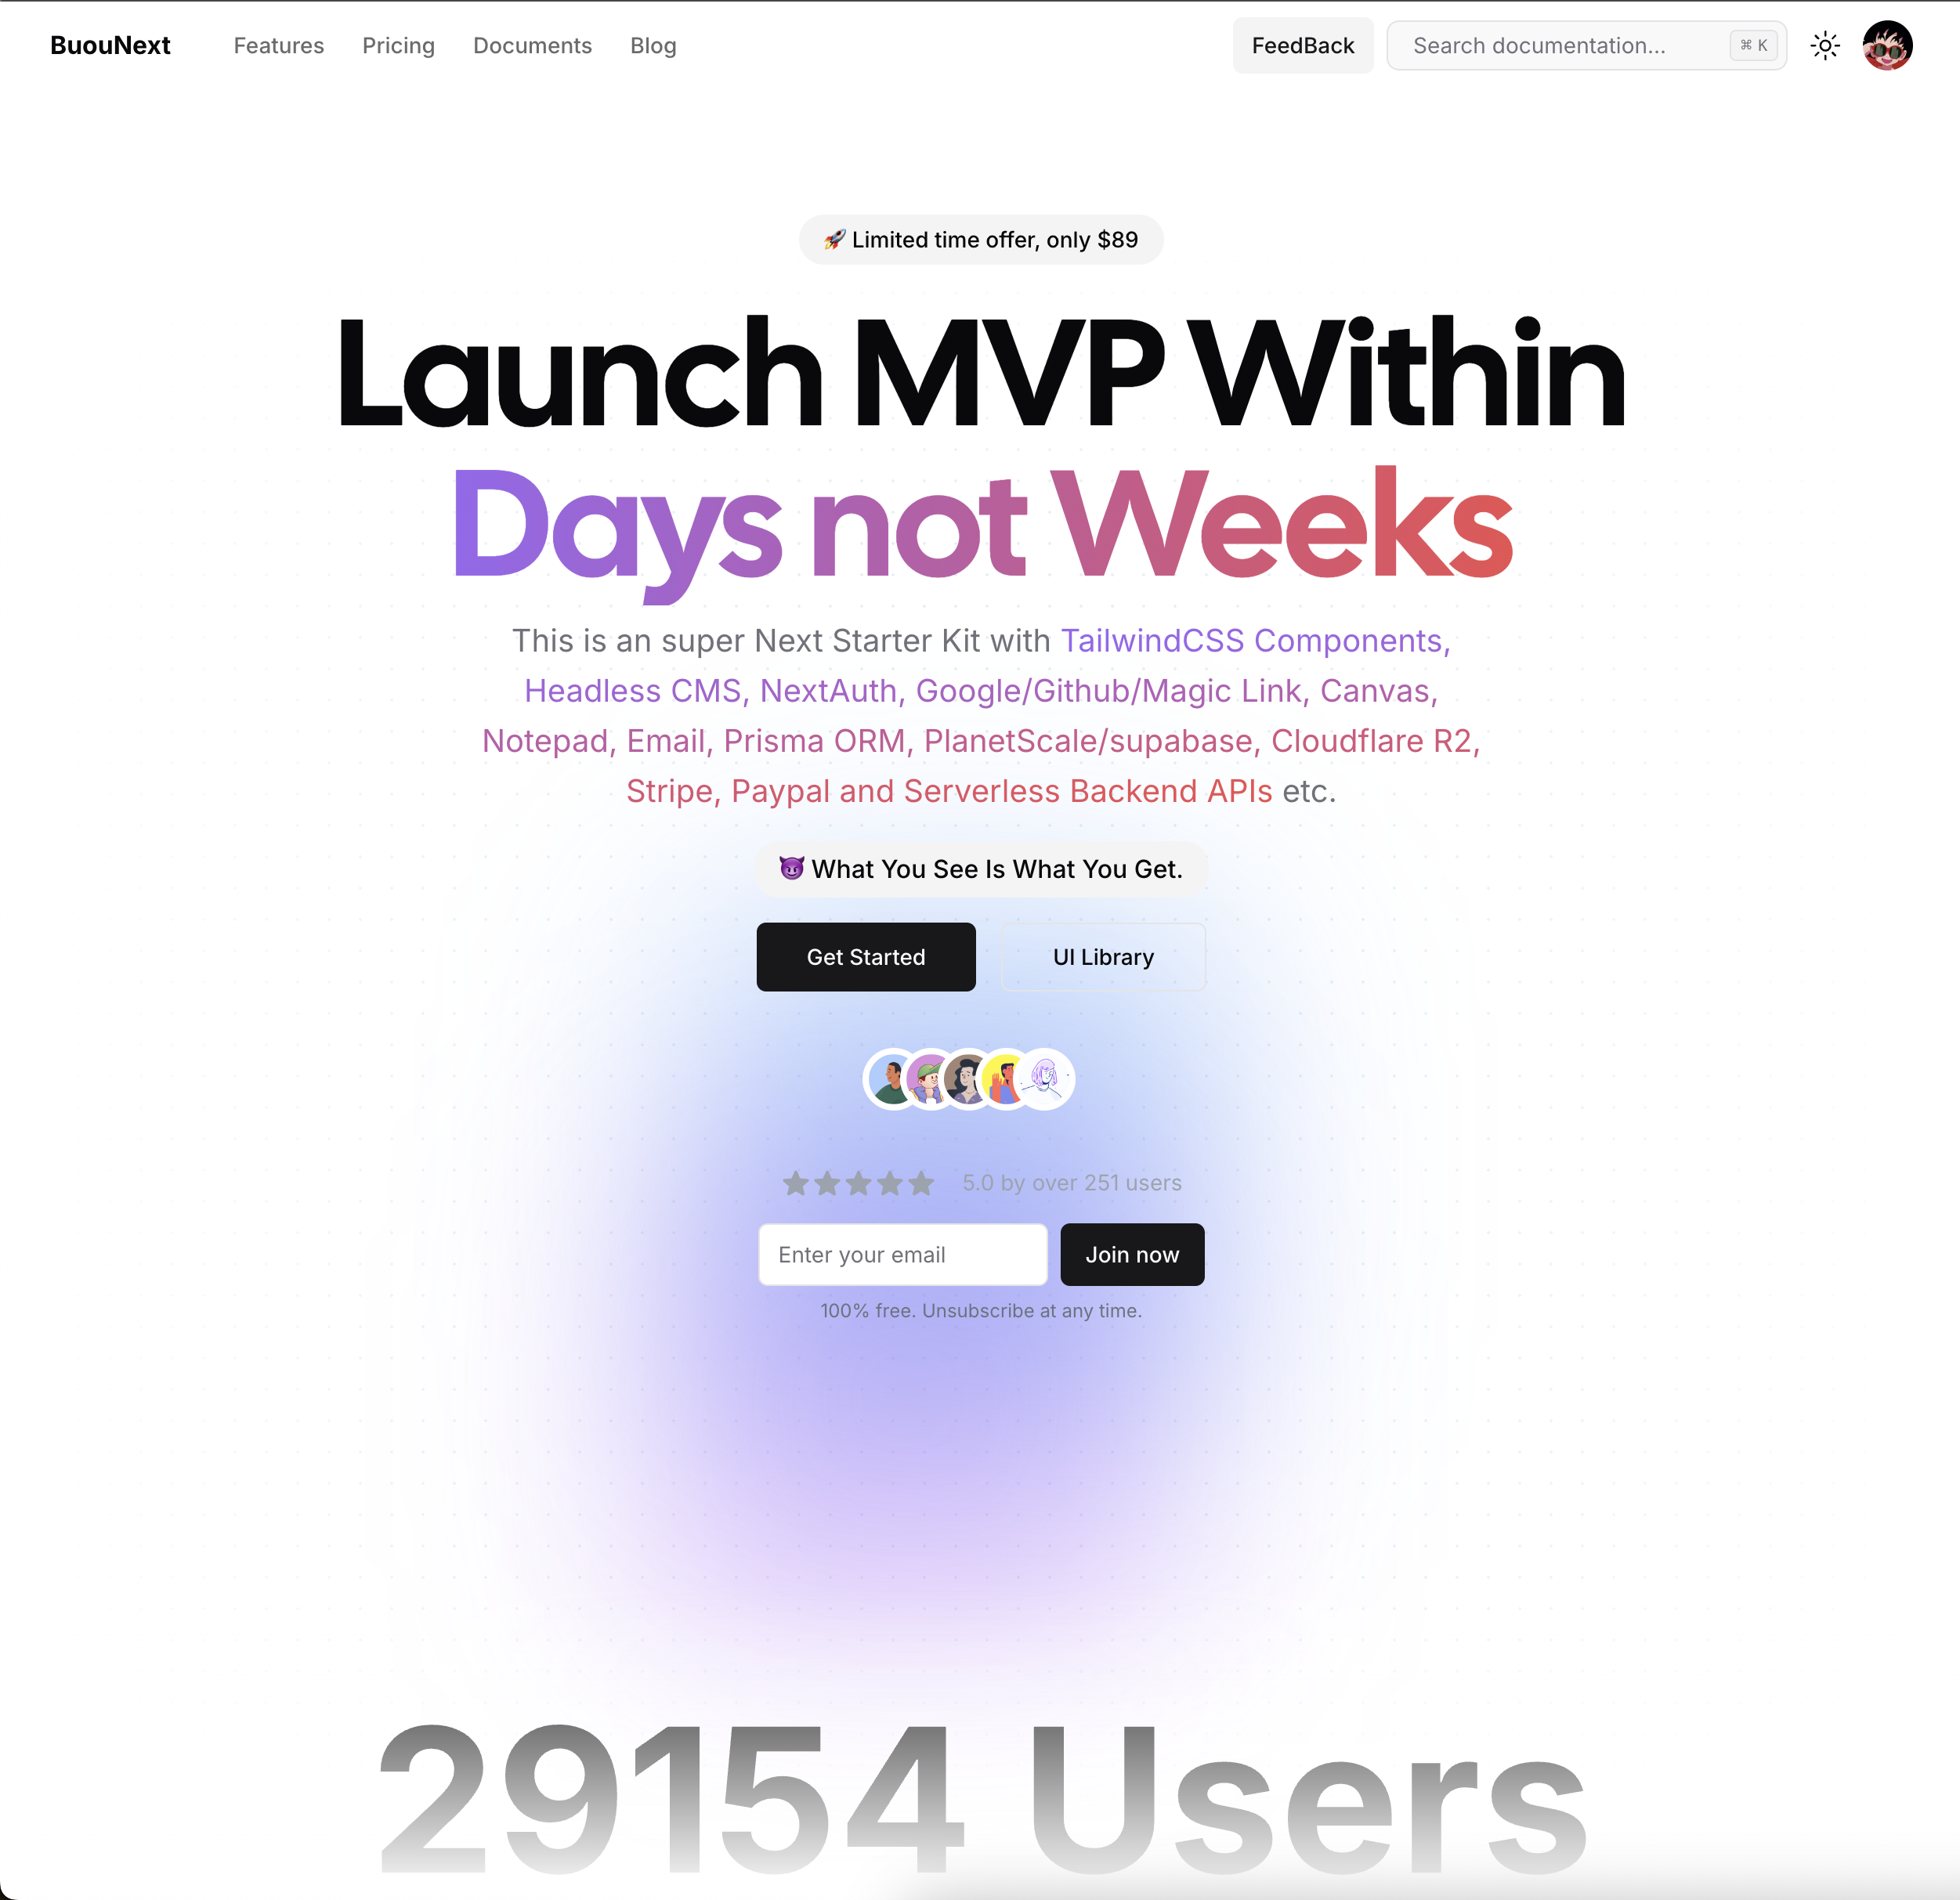 BuouNext Features Pricing Documents Blog FeedBack Search documentation... ⌘ K
🚀 Limited time offer, only $89
Launch MVP Within
Days not Weeks
This is an super Next Starter Kit with TailwindCSS Components,
Headless CMS, NextAuth, Google/Github/Magic Link, Canvas,
Notepad, Email, Prisma ORM, PlanetScale/supabase, Cloudflare R2,
Stripe, Paypal and Serverless Backend APIs etc.
😈 What You See Is What You Get.
Get Started UI Library
5.0 by over 251 users
Enter your email Join now
100% free. Unsubscribe at any time.
29154 Users